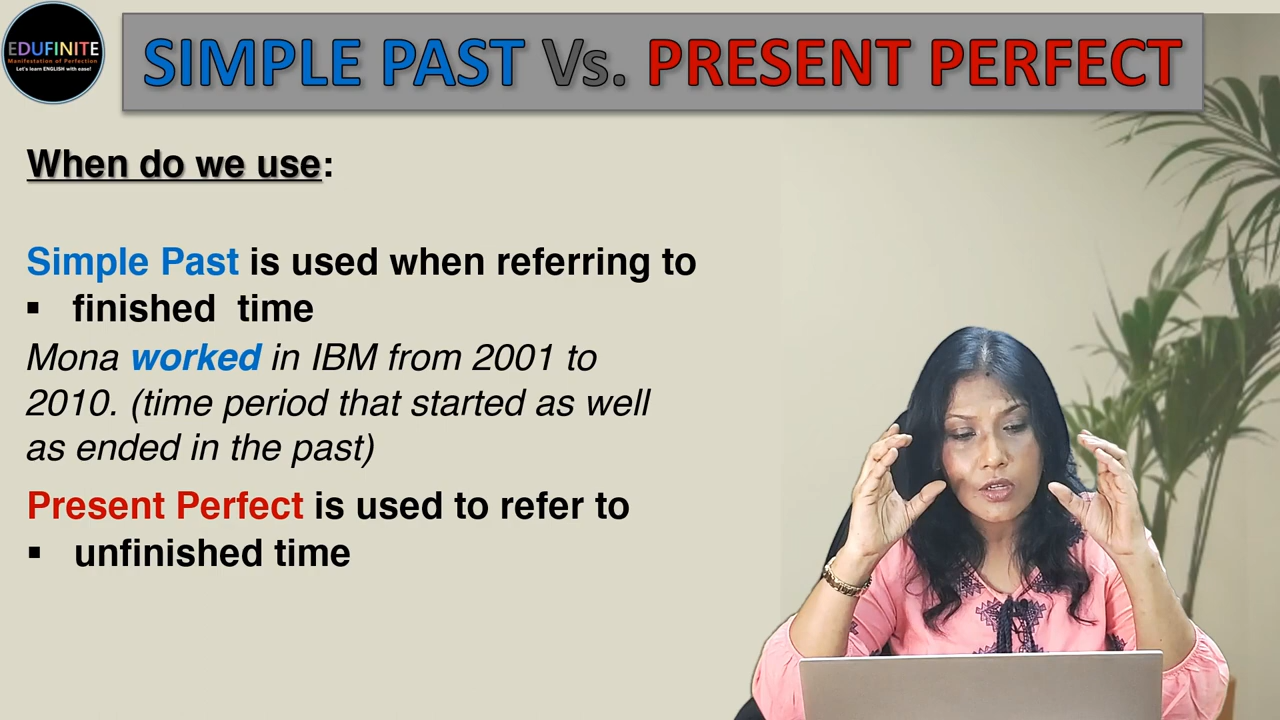 EDUFINITE
Manifestation of Perfection
Let's learn ENGLISH with ease!
SIMPLE PAST Vs. PRESENT PERFECT
When do we use:
Simple Past is used when referring to
▪ finished time
Mona worked in IBM from 2001 to
2010. (time period that started as well
as ended in the past)
Present Perfect is used to refer to
▪ unfinished time